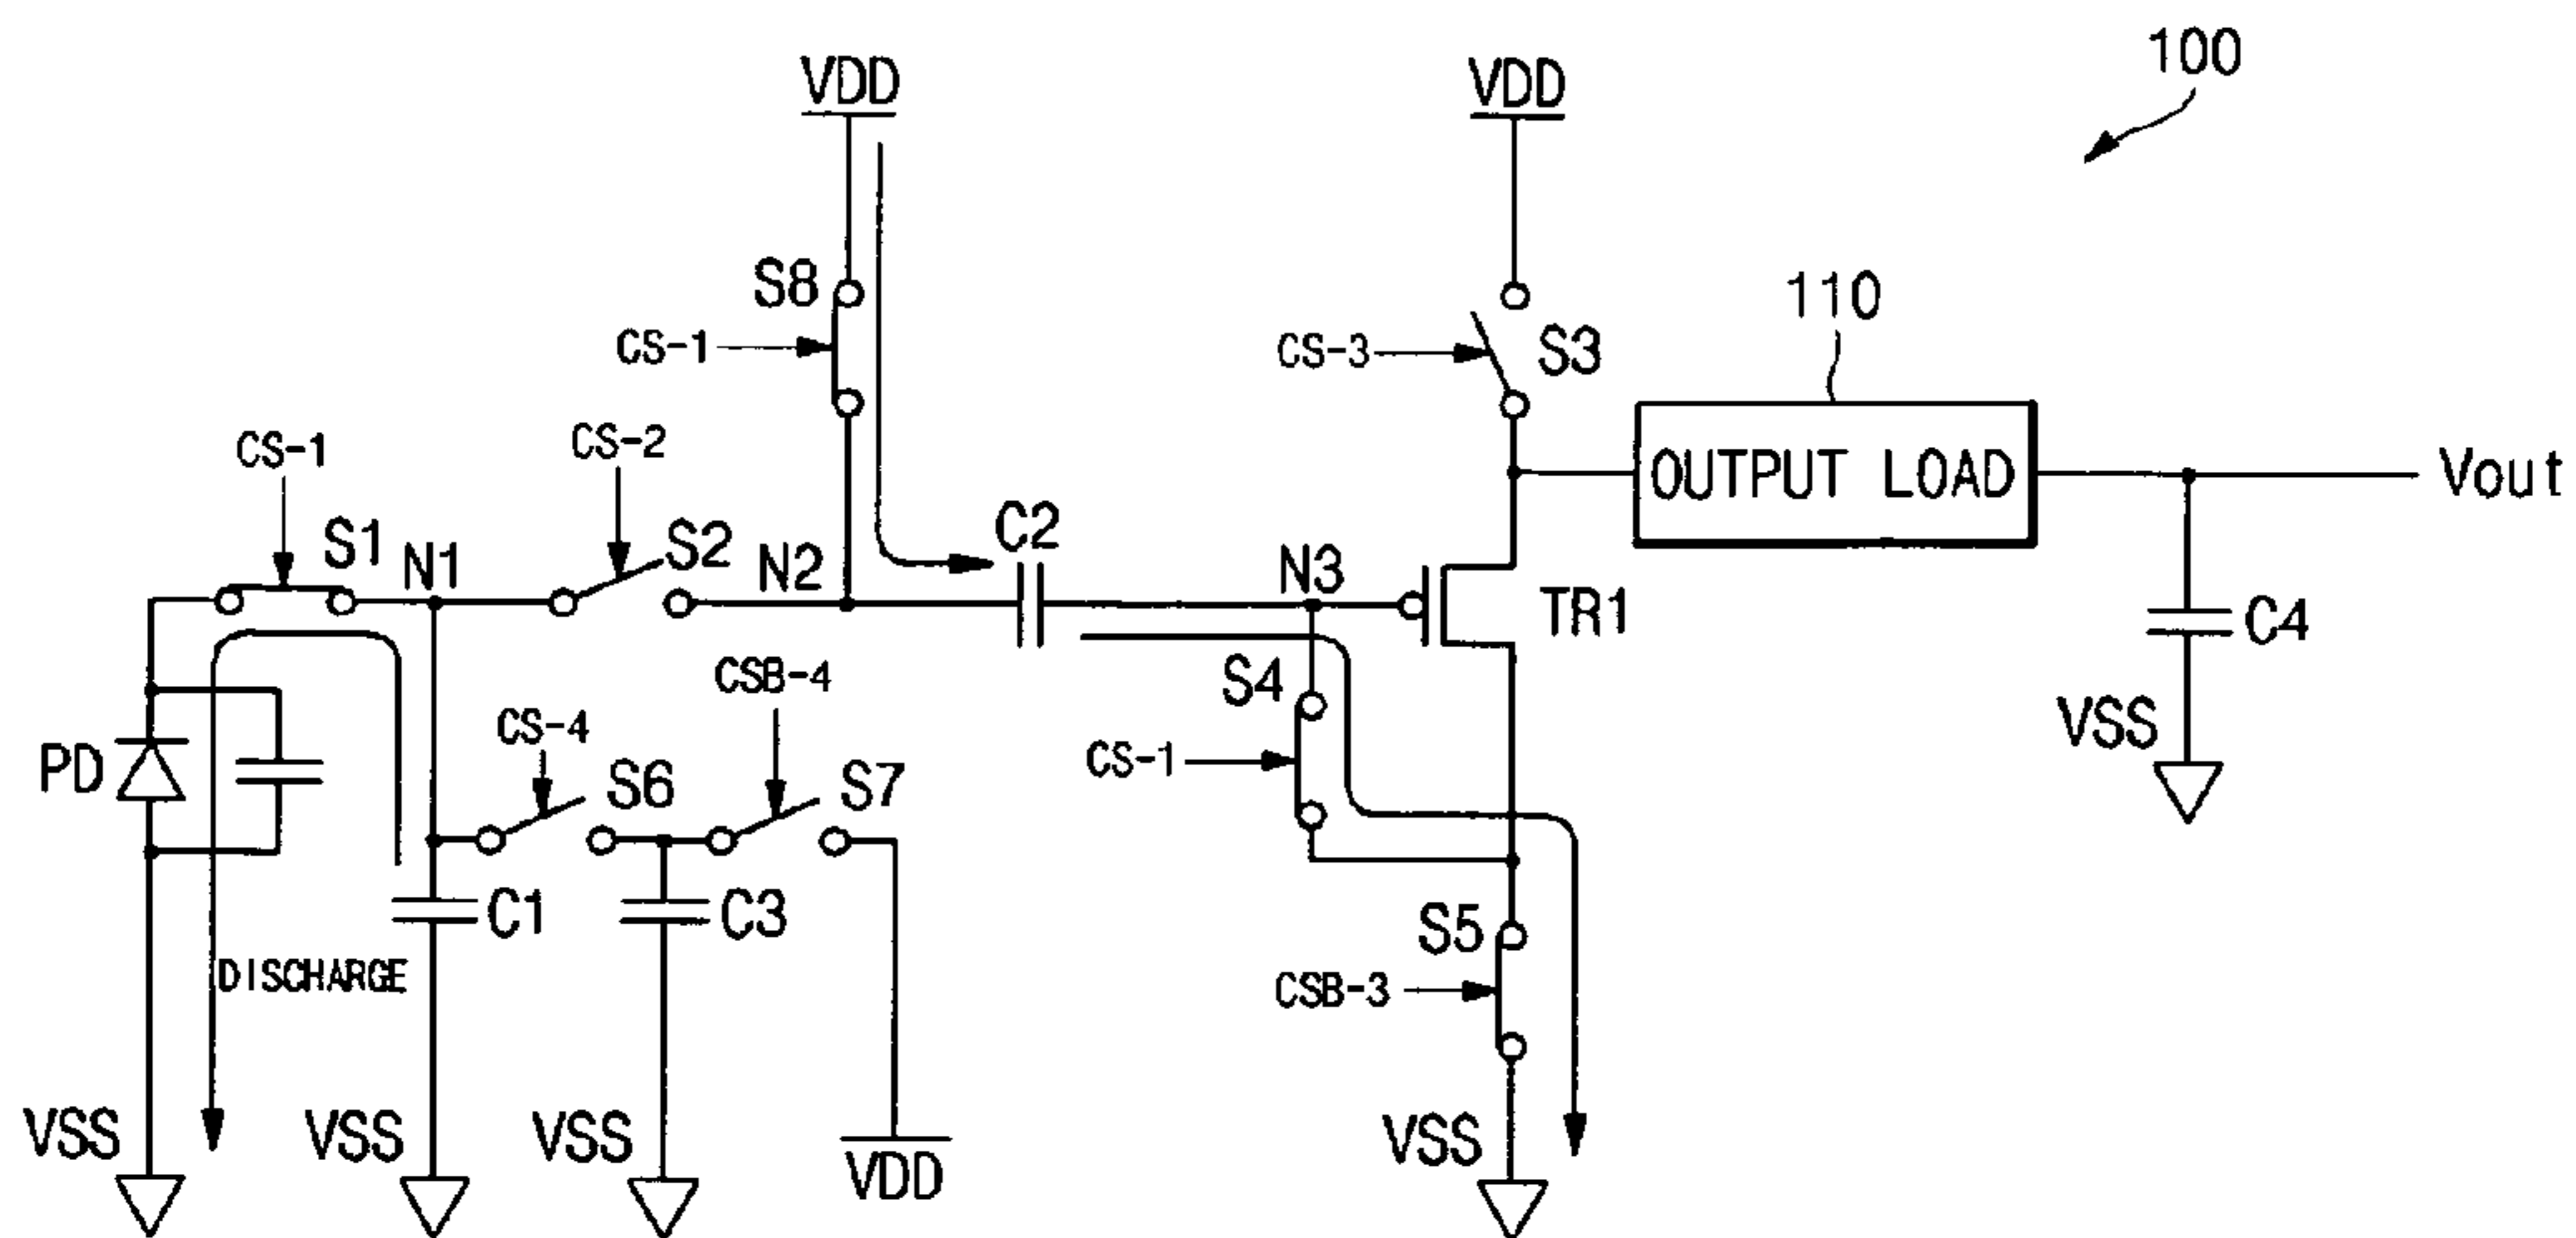 100
VDD
VDD
S8
CS-1
CS-3
S3
110
OUTPUT LOAD
Vout
CS-1
CS-2
S1
N1
S2
N2
C2
N3
TR1
C4
VSS
PD
CS-4
CSB-4
S6
S7
S4
CS-1
C1
C3
S5
CSB-3
DISCHARGE
VSS
VSS
VSS
VDD
VSS